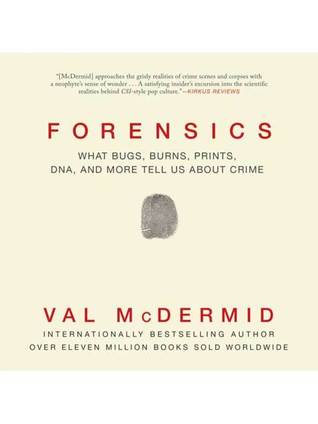 "[McDermid] approaches the grisly realities of crime scenes and corpses with
a neophyte's sense of wonder . . . A satisfying insider's excursion into the scientific
realities behind CSI-style pop culture."—KIRKUS REVIEWS
FORENSICS
WHAT BUGS, BURNS, PRINTS,
DNA, AND MORE TELL US ABOUT CRIME
VAL McDERMID
INTERNATIONALLY BESTSELLING AUTHOR
OVER ELEVEN MILLION BOOKS SOLD WORLDWIDE